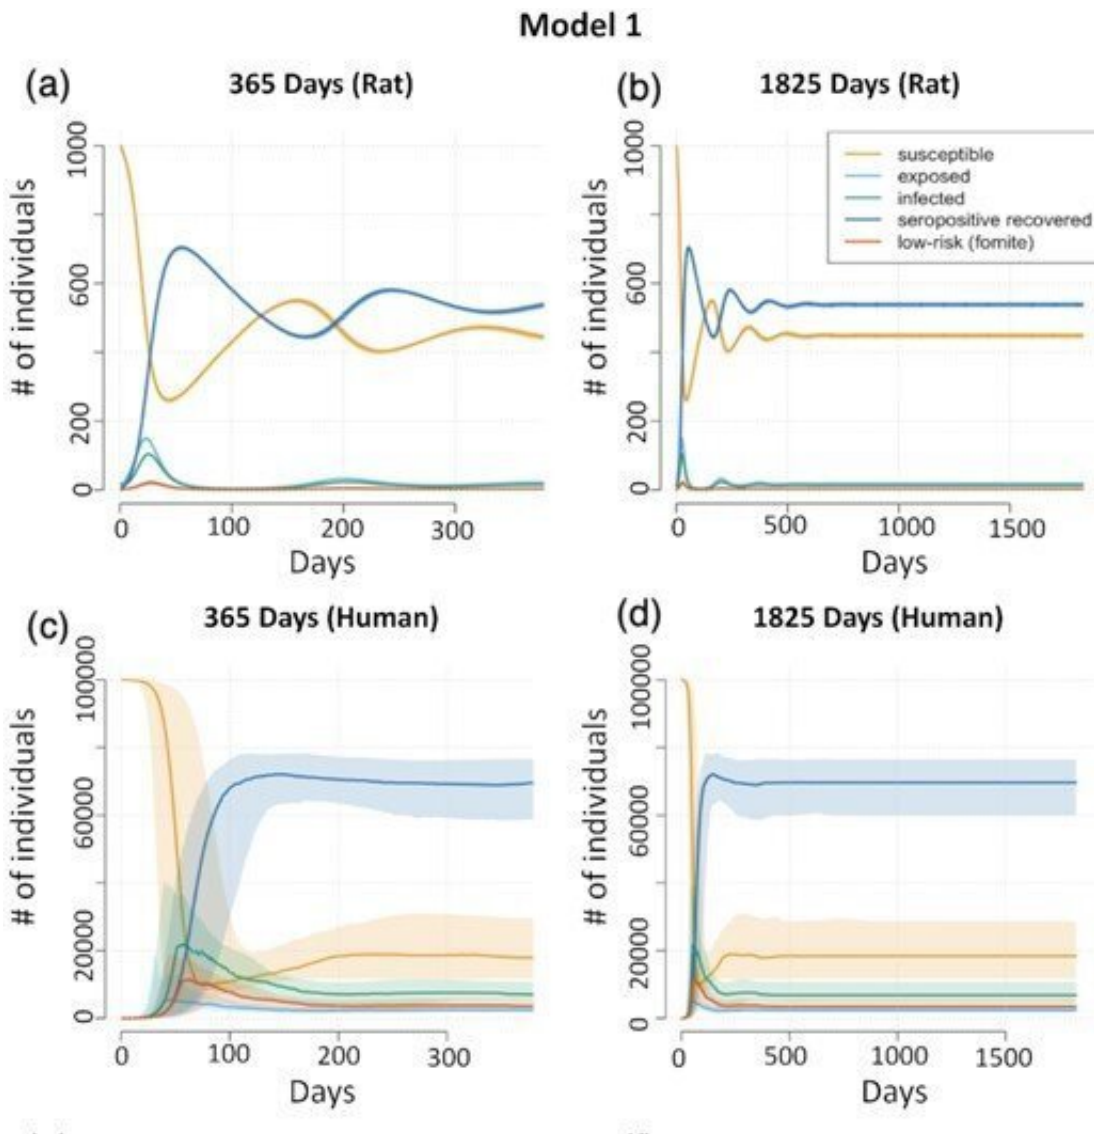 Model 1
(a) 365 Days (Rat)
# of individuals
1000
600
200
0
0 100 200 300
Days
(b) 1825 Days (Rat)
# of individuals
1000
600
200
0
susceptible
exposed
infected
seropositive recovered
low-risk (fomite)
0 500 1000 1500
Days
(c) 365 Days (Human)
# of individuals
100000
60000
20000
0
0 100 200 300
Days
(d) 1825 Days (Human)
# of individuals
100000
60000
20000
0
0 500 1000 1500
Days